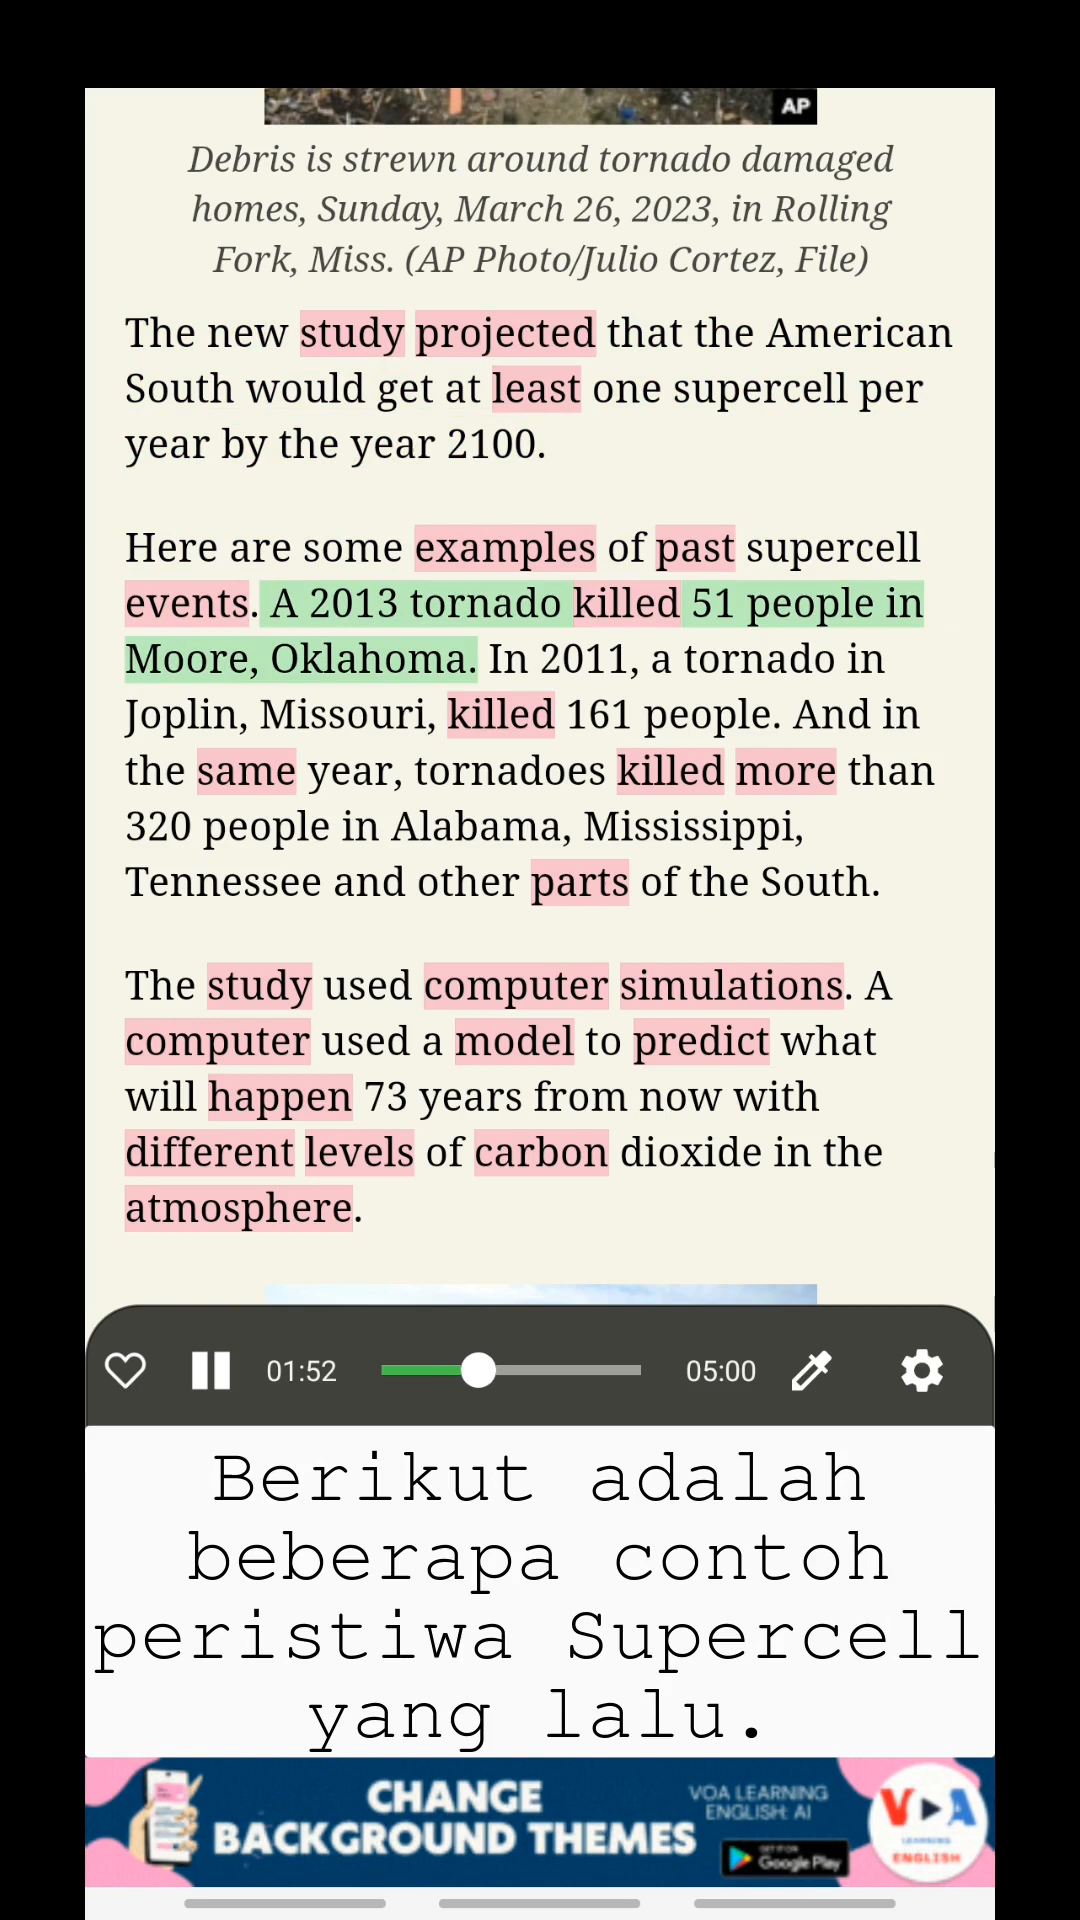 AP
Debris is strewn around tornado damaged
homes, Sunday, March 26, 2023, in Rolling
Fork, Miss. (AP Photo/Julio Cortez, File)
The new study projected that the American
South would get at least one supercell per
year by the year 2100.
Here are some examples of past supercell
events. A 2013 tornado killed 51 people in
Moore, Oklahoma. In 2011, a tornado in
Joplin, Missouri, killed 161 people. And in
the same year, tornadoes killed more than
320 people in Alabama, Mississippi,
Tennessee and other parts of the South.
The study used computer simulations. A
computer used a model to predict what
will happen 73 years from now with
different levels of carbon dioxide in the
atmosphere.
01:52 05:00
Berikut adalah
beberapa contoh
peristiwa Supercell
yang lalu.
CHANGE
BACKGROUND THEMES
VOA LEARNING
ENGLISH: AI
GET IT ON
Google Play
VOA
LEARNING
ENGLISH